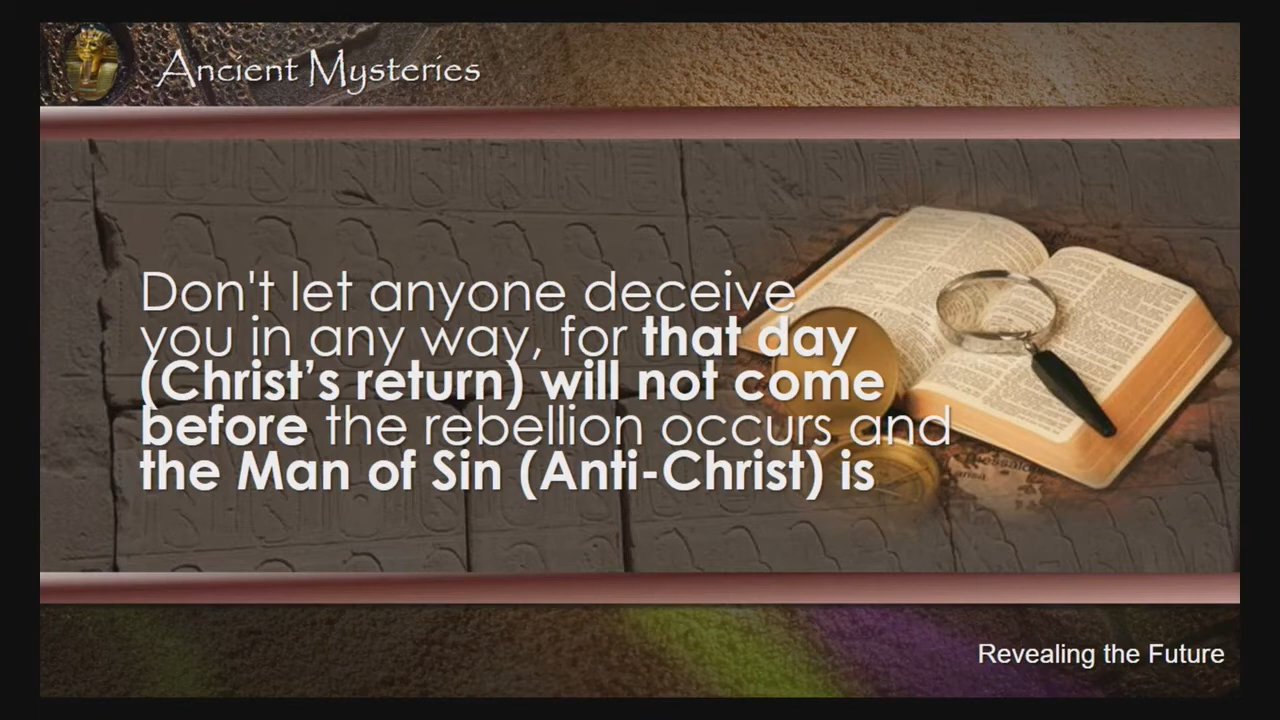 Ancient Mysteries
Don't let anyone deceive
you in any way, for that day
(Christ’s return) will not come
before the rebellion occurs and
the Man of Sin (Anti-Christ) is
Revealing the Future